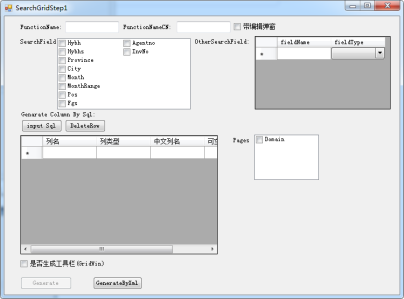 SearchGridStep1
FunctionName: FunctionNameCN: 带编辑弹窗
SearchField Hybh Agentno OtherSearchField: fieldName fieldType
Hybhs InvNo
Province
City
Month
MonthRange
Pos
Generate Column By Sql:
input Sql DeleteRow
列名 列类型 中文列名 Pages Domain
是否生成工具栏(GridWin)
Generate GenerateByXml